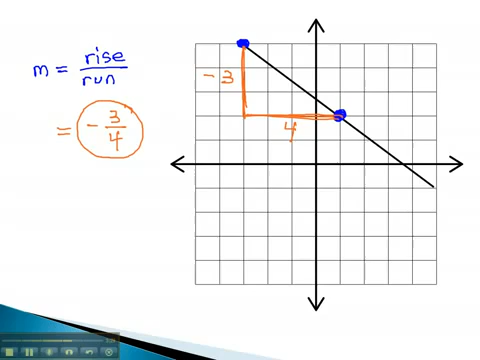 m = rise/run
= -3/4
-3
4